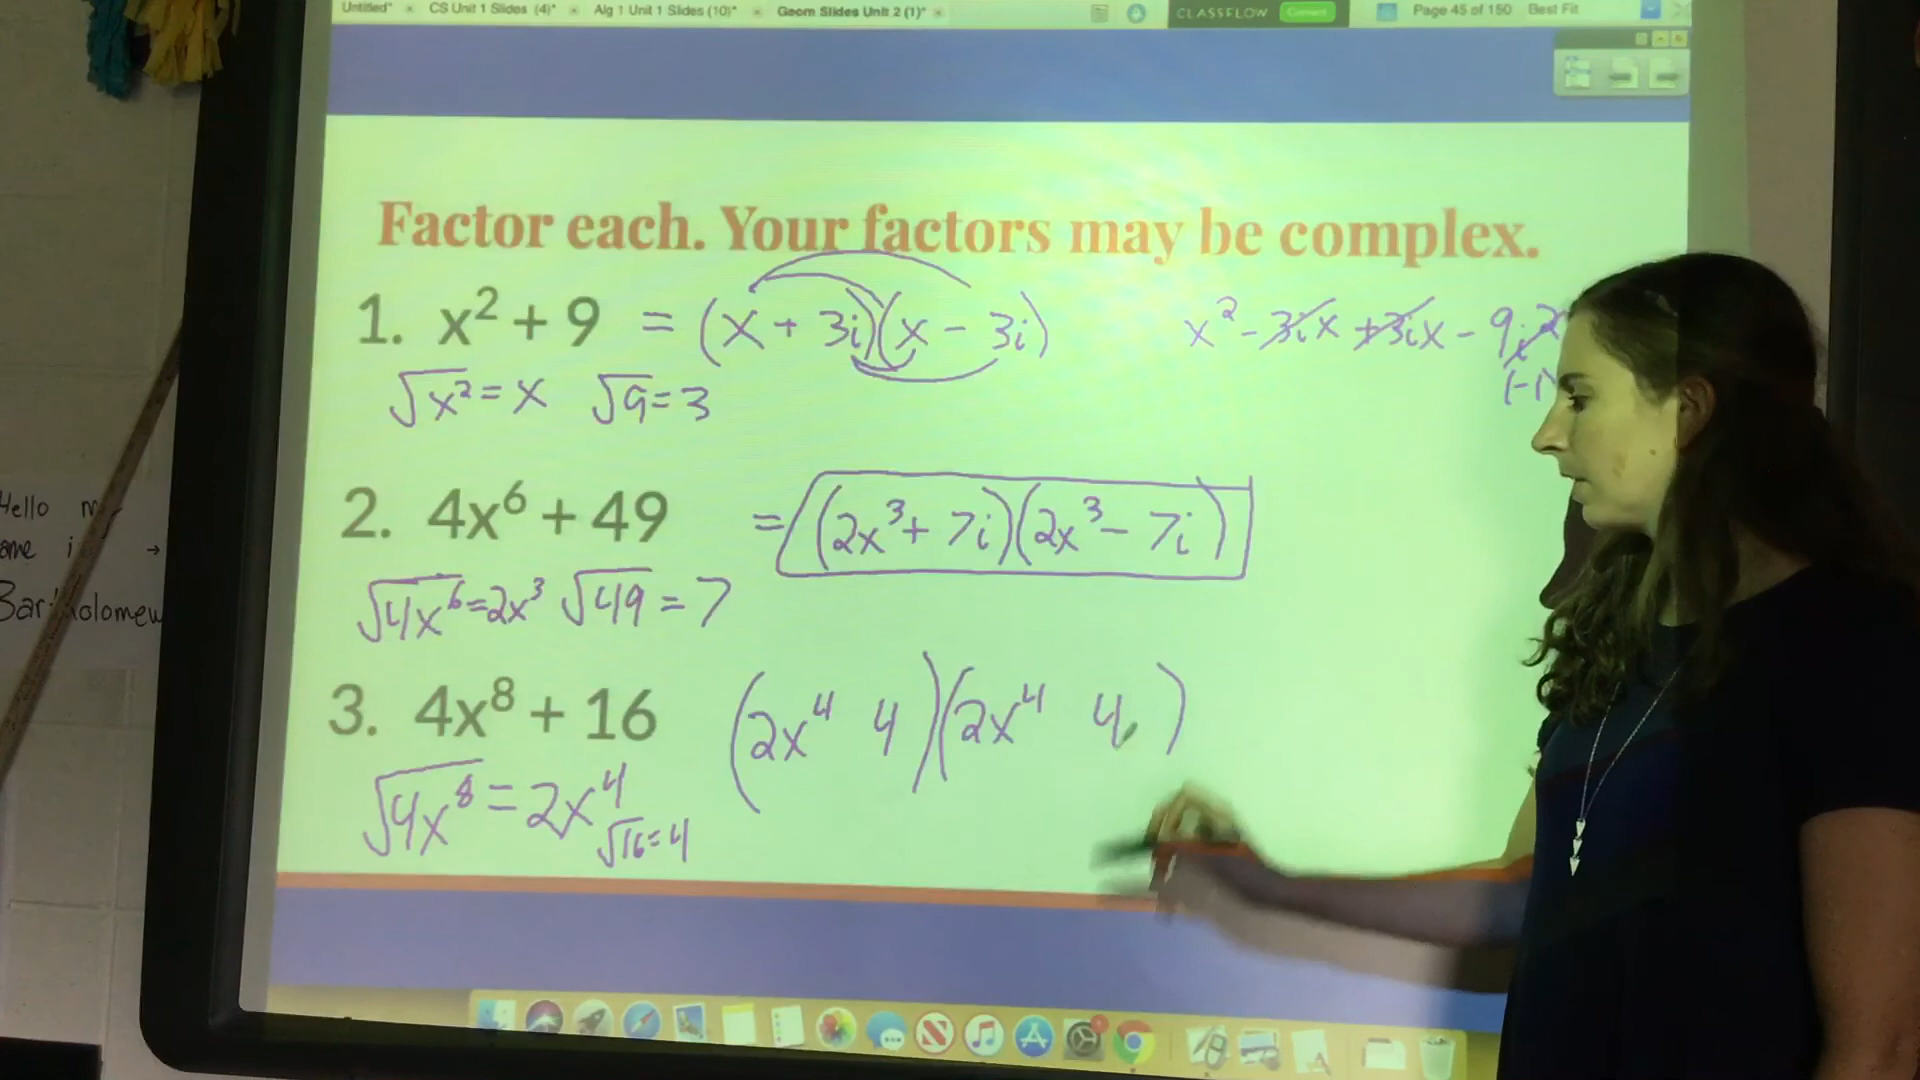 Untitled* CS Unit 1 Slides (4)* Alg 1 Unit 1 Slides (10)* Geom Slides Unit 2 (1)* CLASSFLOW Connect Page 45 of 150 Best Fit
Factor each. Your factors may be complex.
1. x² + 9 = (x + 3i)(x - 3i) x² - 3ix + 3ix - 9i²
(-1)
√x² = x √9 = 3
2. 4x⁶ + 49 = (2x³ + 7i)(2x³ - 7i)
√4x⁶ = 2x³ √49 = 7
3. 4x⁸ + 16 (2x⁴ 4)(2x⁴ 4)
√4x⁸ = 2x⁴
√16 = 4
Hello
ame i →
Bartholomew